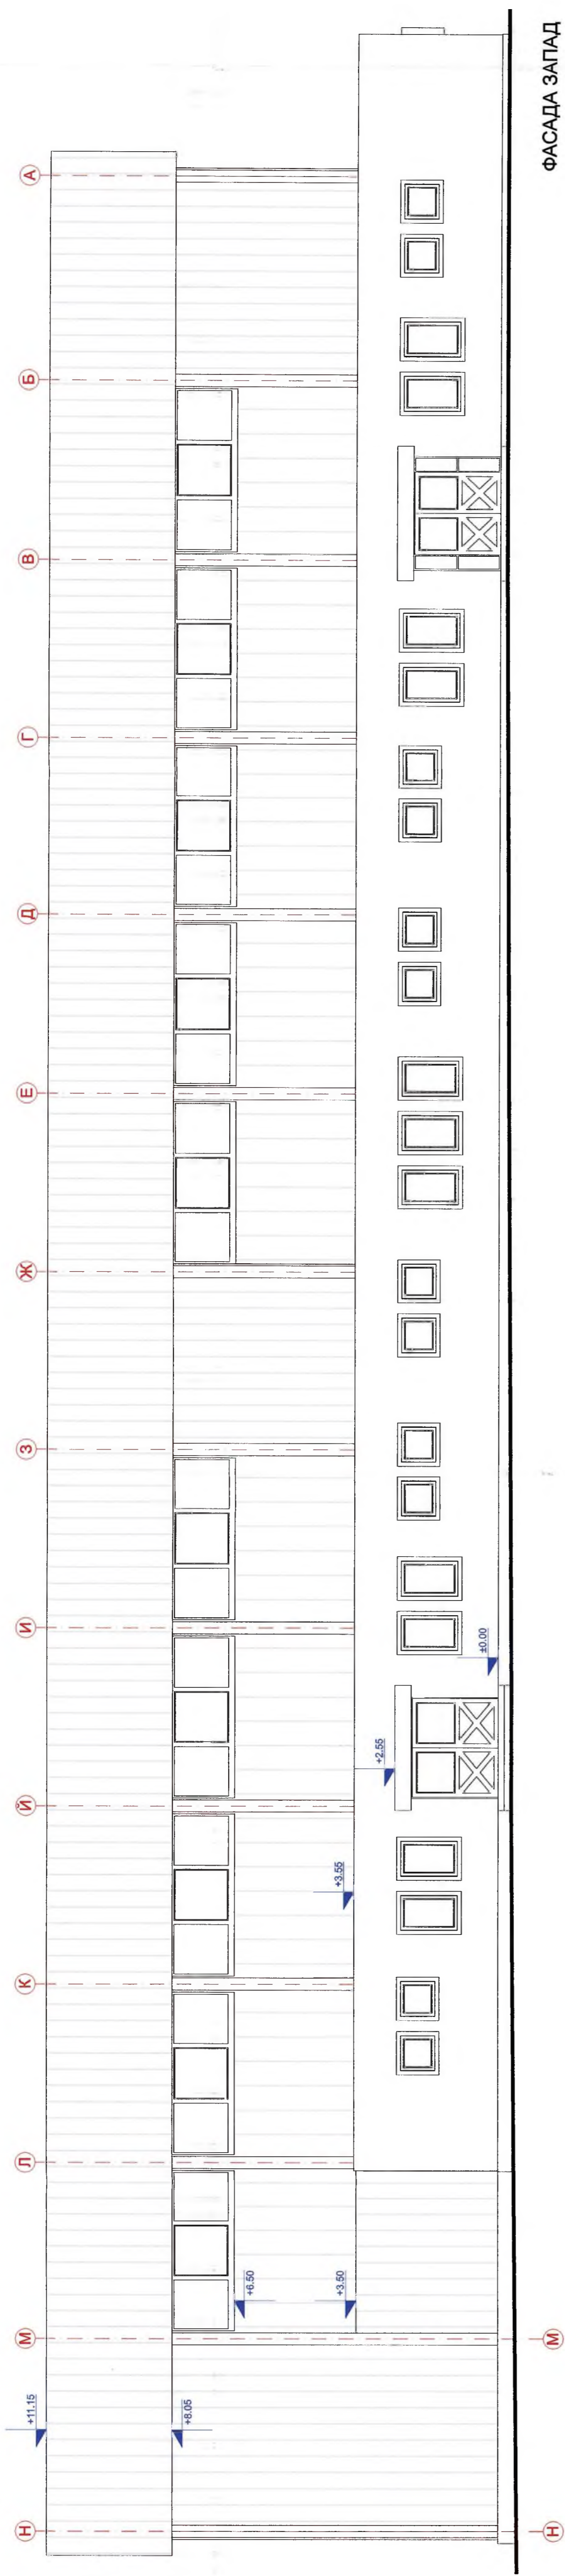 ФАСАДА ЗАПАД
Н
М
Л
К
Й
И
З
Ж
Е
Д
Г
В
Б
А
+11.15
+8.05
+6.50
+3.50
+3.55
+2.55
±0.00
Н
М